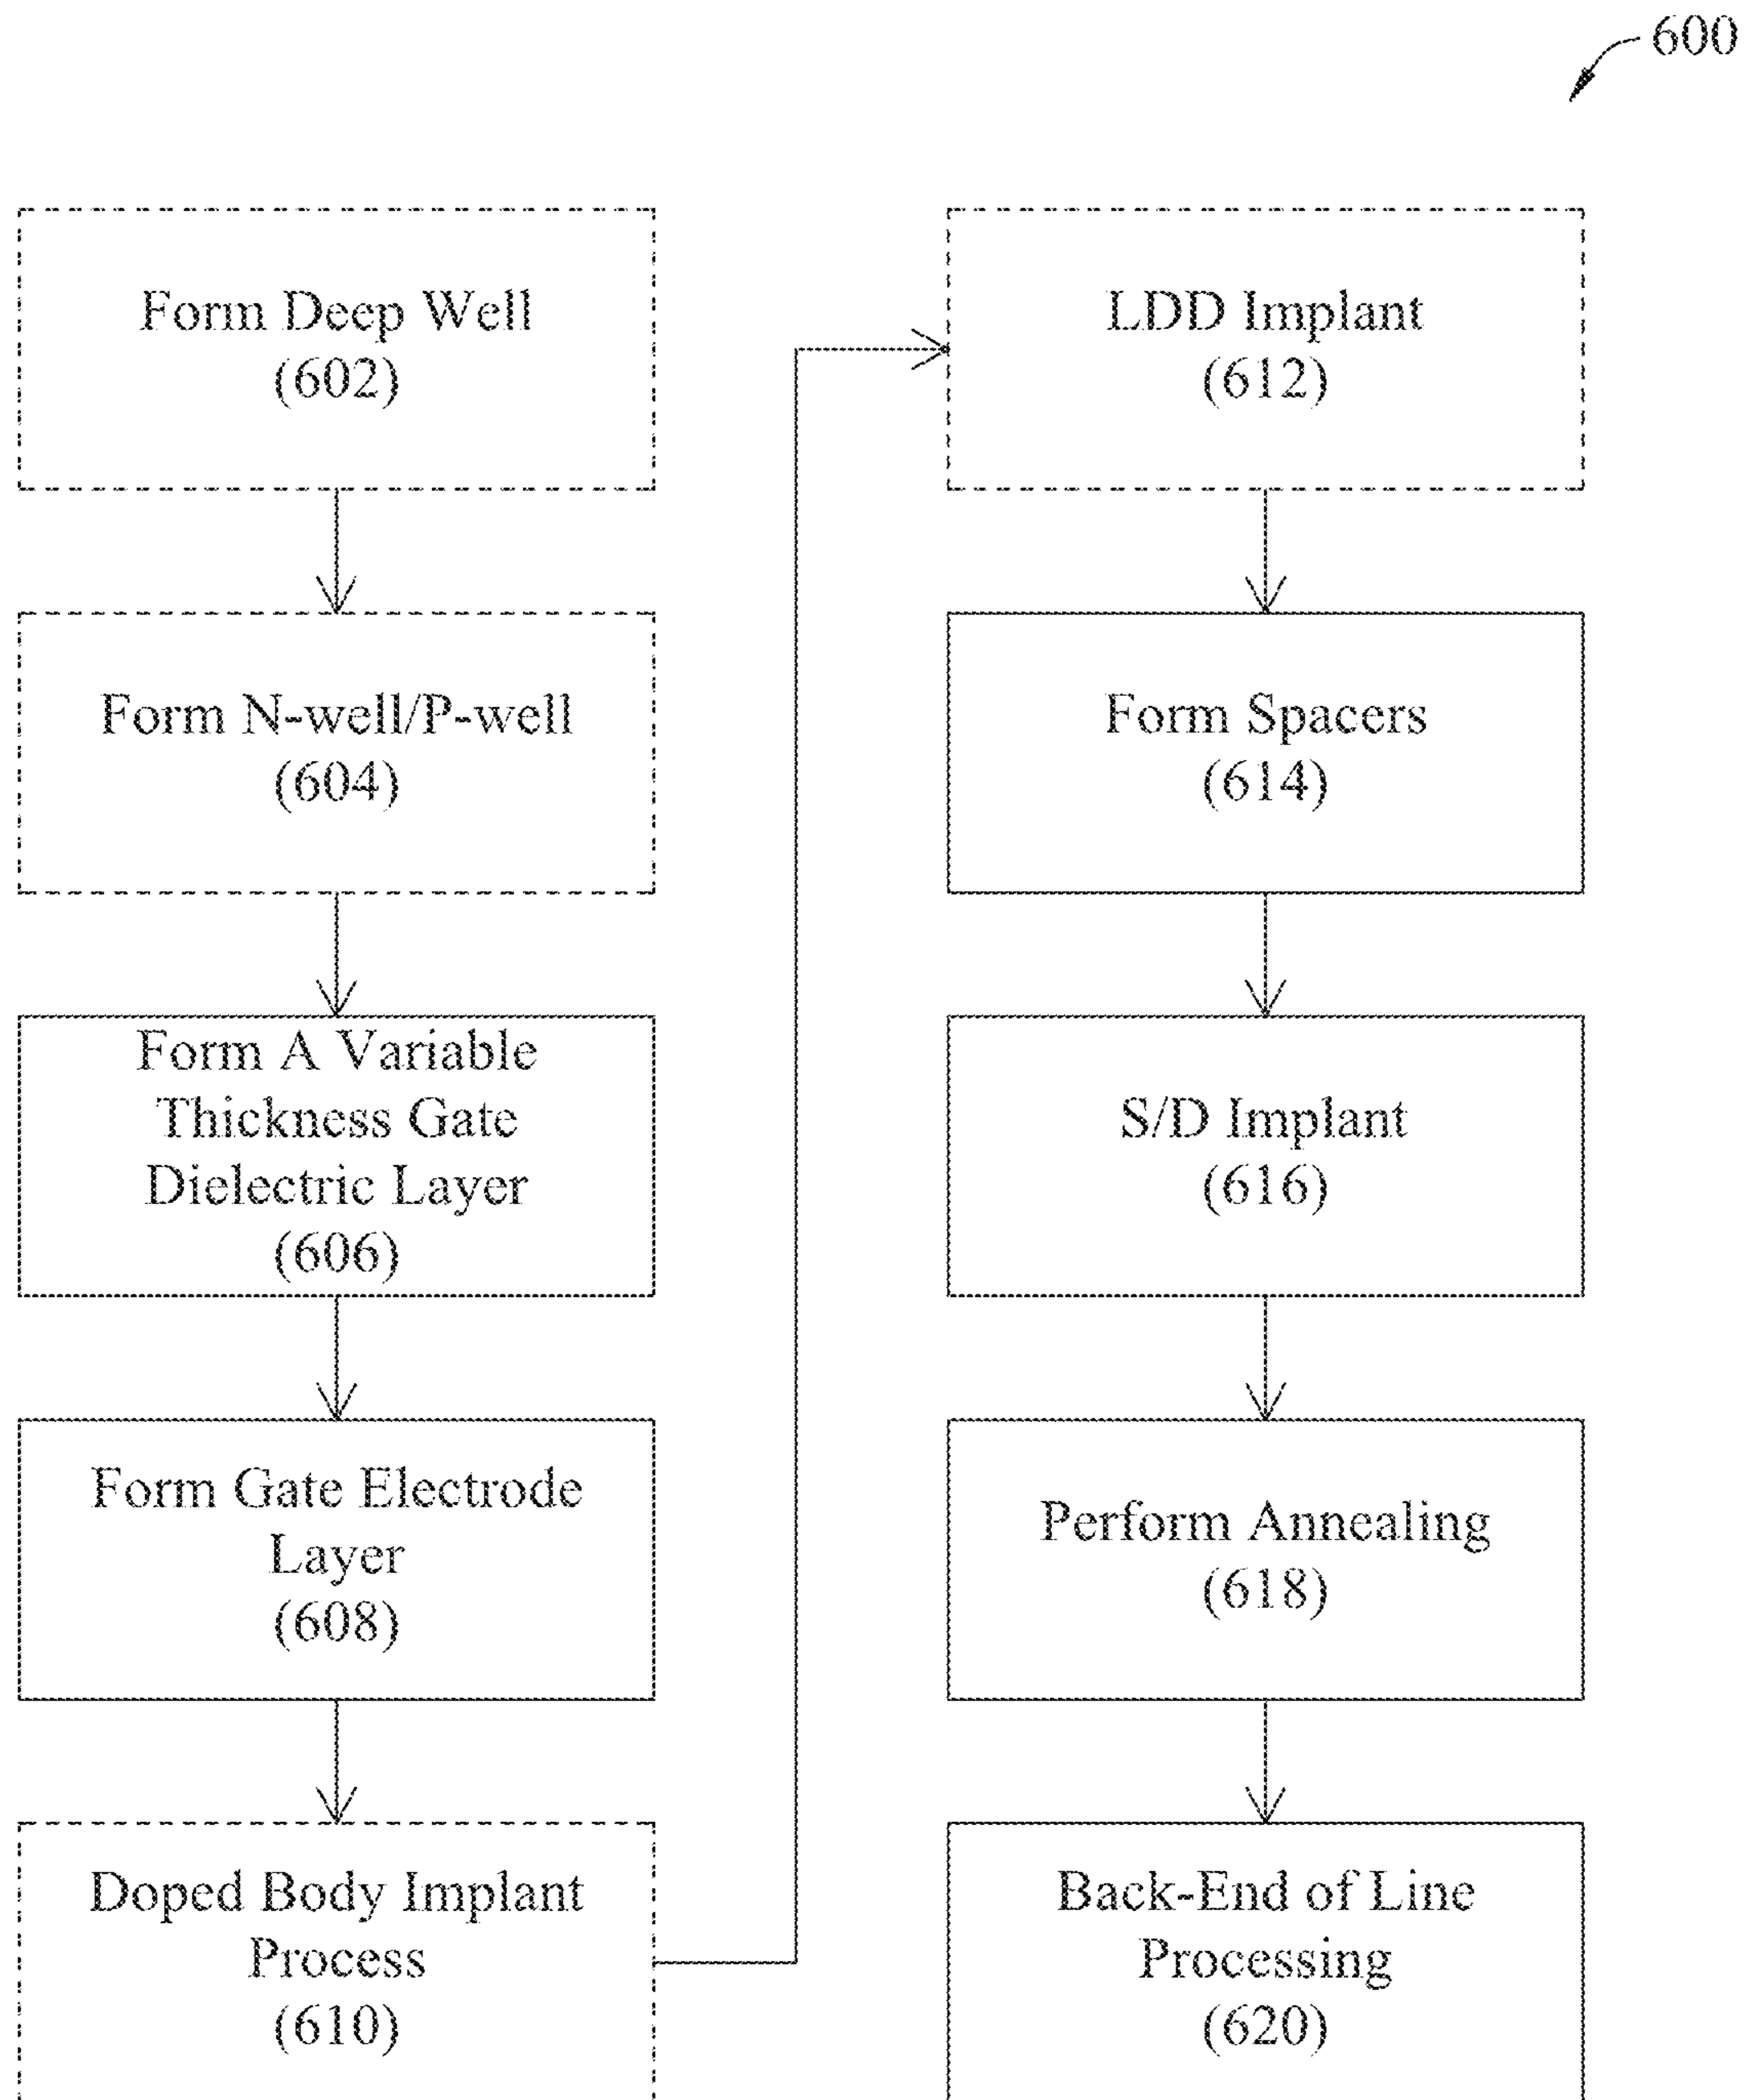 600
Form Deep Well
(602)
Form N-well/P-well
(604)
Form A Variable
Thickness Gate
Dielectric Layer
(606)
Form Gate Electrode
Layer
(608)
Doped Body Implant
Process
(610)
LDD Implant
(612)
Form Spacers
(614)
S/D Implant
(616)
Perform Annealing
(618)
Back-End of Line
Processing
(620)